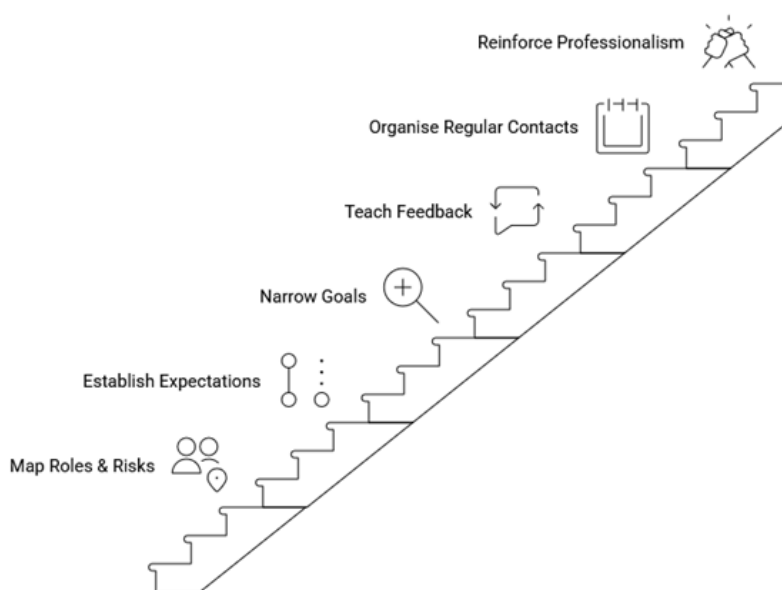 Reinforce Professionalism
Organise Regular Contacts
Teach Feedback
Narrow Goals
Establish Expectations
Map Roles & Risks